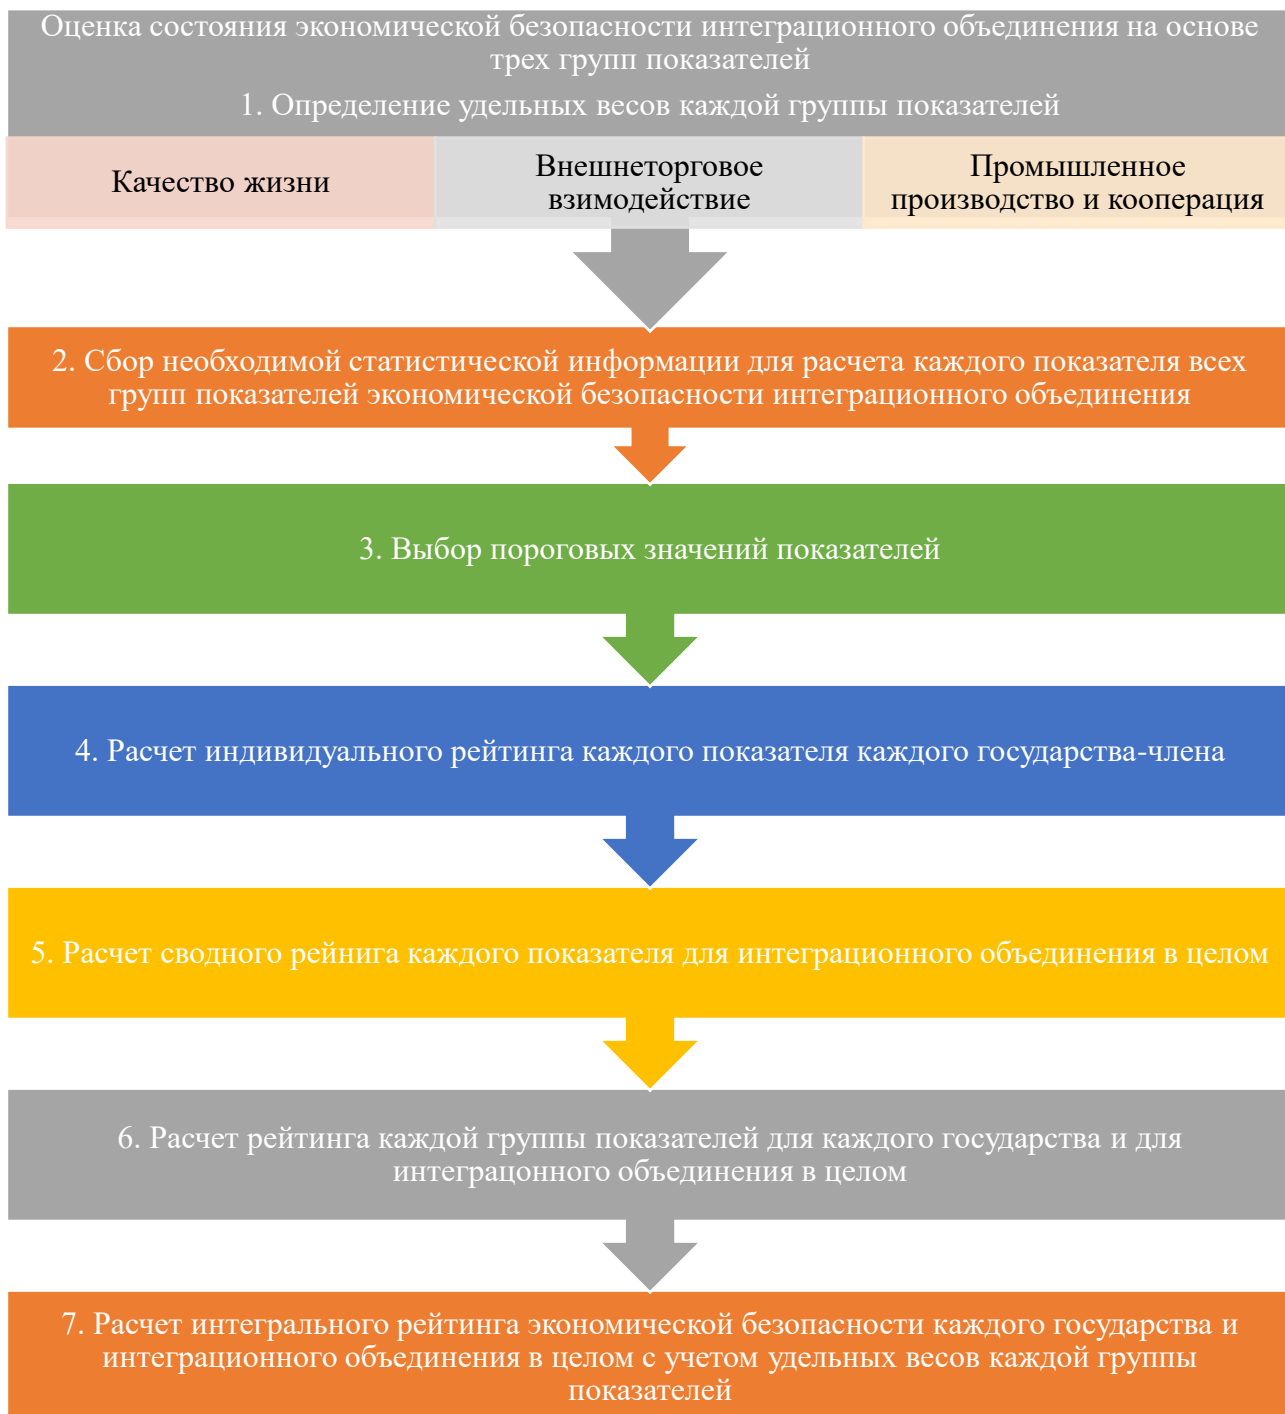 Оценка состояния экономической безопасности интеграционного объединения на основе
трех групп показателей
1. Определение удельных весов каждой группы показателей
Качество жизни
Внешнеторговое
взимодействие
Промышленное
производство и кооперация
2. Сбор необходимой статистической информации для расчета каждого показателя всех
групп показателей экономической безопасности интеграционного объединения
3. Выбор пороговых значений показателей
4. Расчет индивидуального рейтинга каждого показателя каждого государства-члена
5. Расчет сводного рейнига каждого показателя для интеграционного объединения в целом
6. Расчет рейтинга каждой группы показателей для каждого государства и для
интеграцонного объединения в целом
7. Расчет интегрального рейтинга экономической безопасности каждого государства и
интеграционного объединения в целом с учетом удельных весов каждой группы
показателей